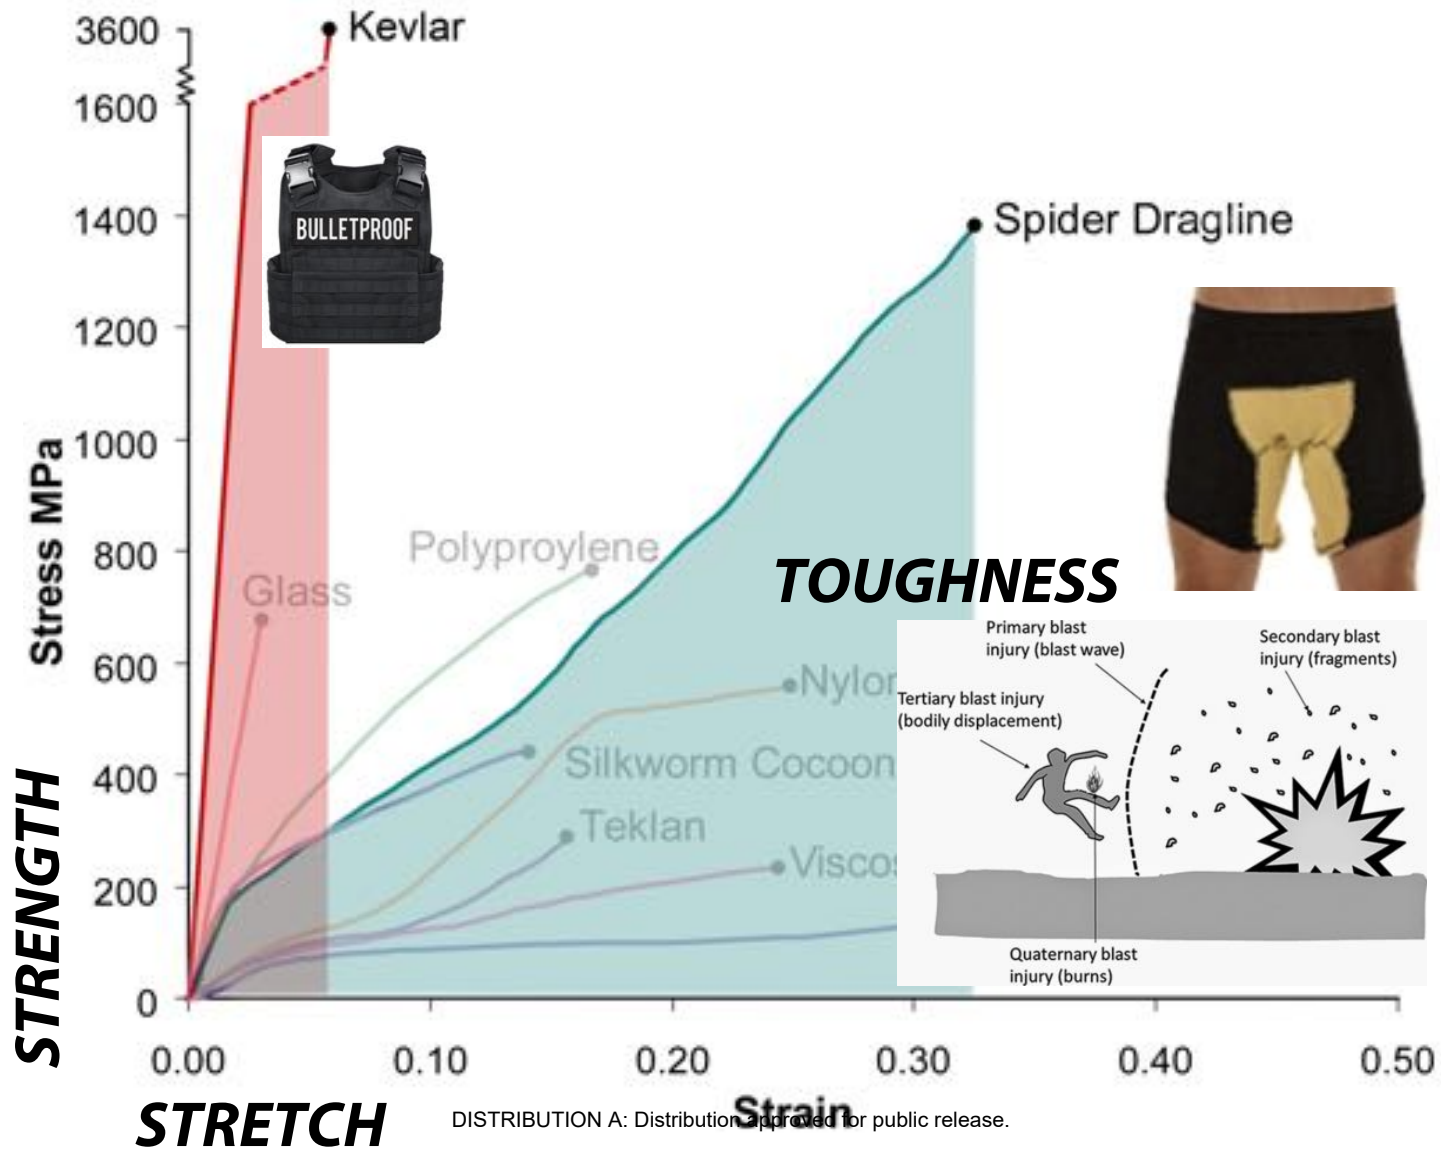 3600
Kevlar
1600
BULLETPROOF
1400
Spider Dragline
1200
1000
Stress MPa
800
Polyproylene
TOUGHNESS
Glass
600
Nylon
Primary blast
injury (blast wave)
Secondary blast
injury (fragments)
Tertiary blast injury
(bodily displacement)
400
Silkworm Cocoon
Teklan
200
STRENGTH
Quaternary blast
injury (burns)
0
0.00
0.10
0.20
0.30
0.40
0.50
Strain
STRETCH
DISTRIBUTION A: Distribution approved for public release.